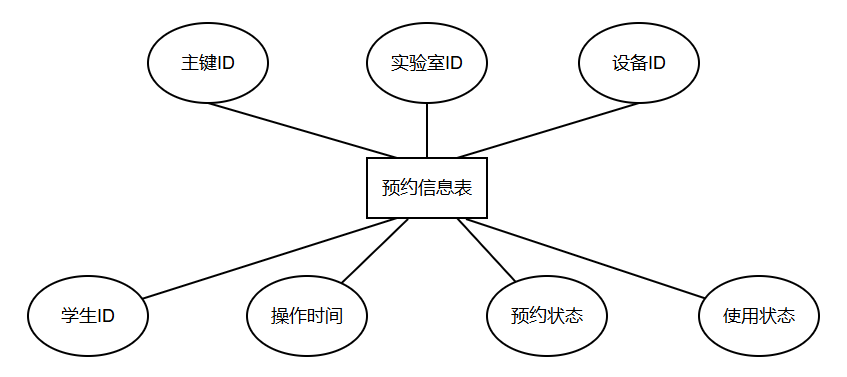 主键ID
实验室ID
设备ID
预约信息表
学生ID
操作时间
预约状态
使用状态